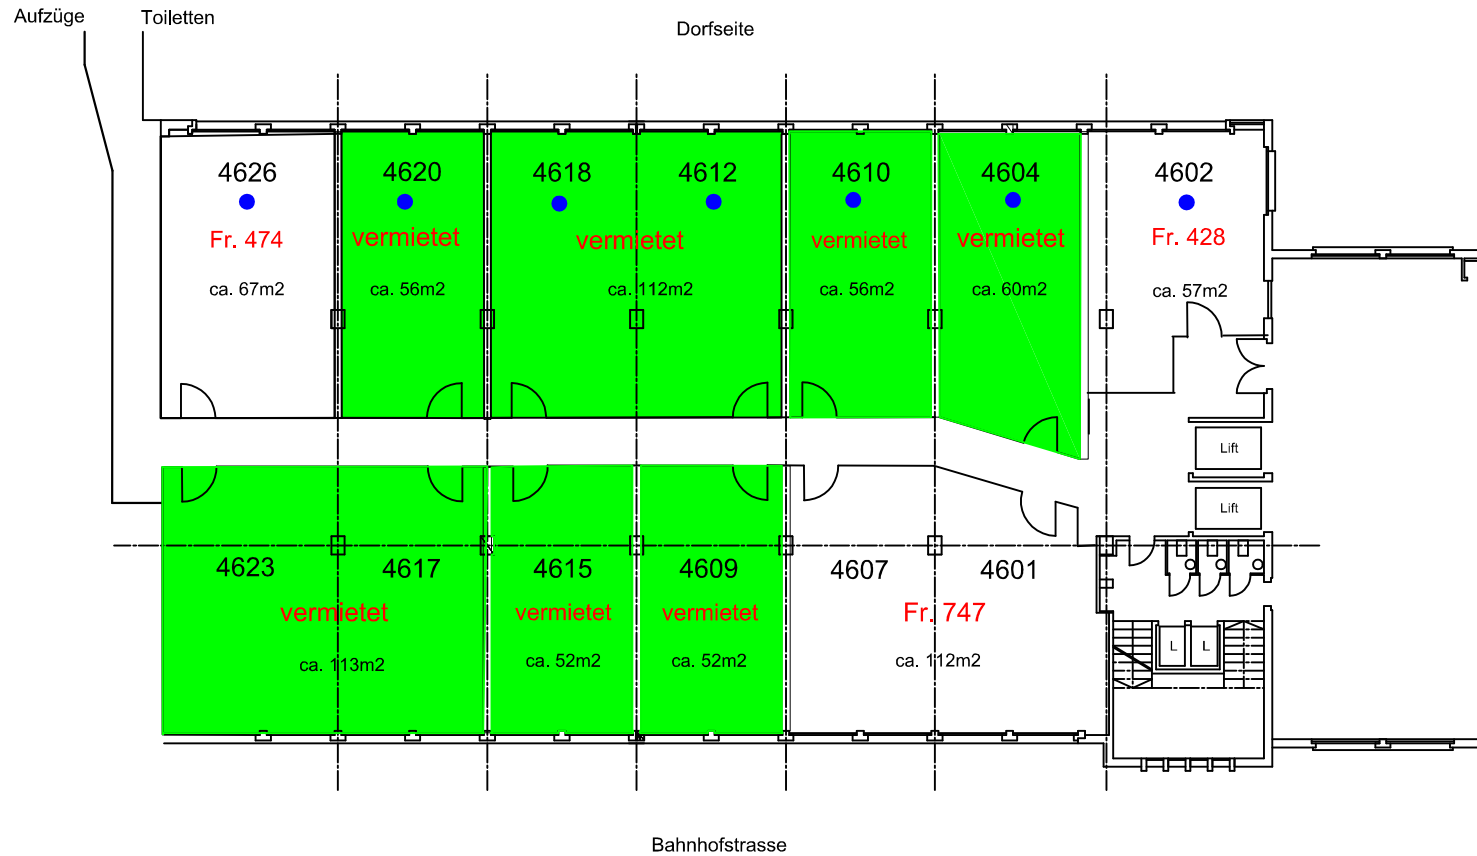 Aufzüge
Toiletten
Dorfseite
4626
4620
4618
4612
4610
4604
4602
Fr. 474
vermietet
vermietet
vermietet
vermietet
Fr. 428
ca. 67m2
ca. 56m2
ca. 112m2
ca. 56m2
ca. 60m2
ca. 57m2
Lift
Lift
4623
4617
4615
4609
4607
4601
vermietet
vermietet
vermietet
Fr. 747
ca. 113m2
ca. 52m2
ca. 52m2
ca. 112m2
L
L
Bahnhofstrasse